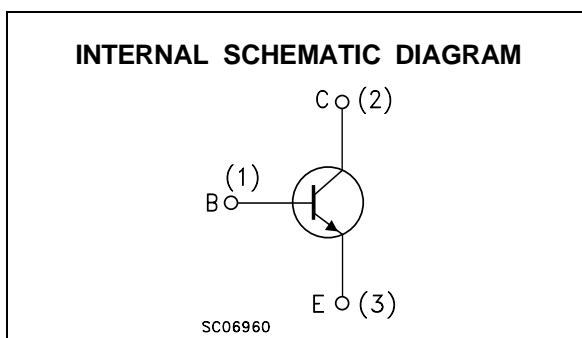 INTERNAL SCHEMATIC DIAGRAM
C (2)
(1)
B
E (3)
SC06960